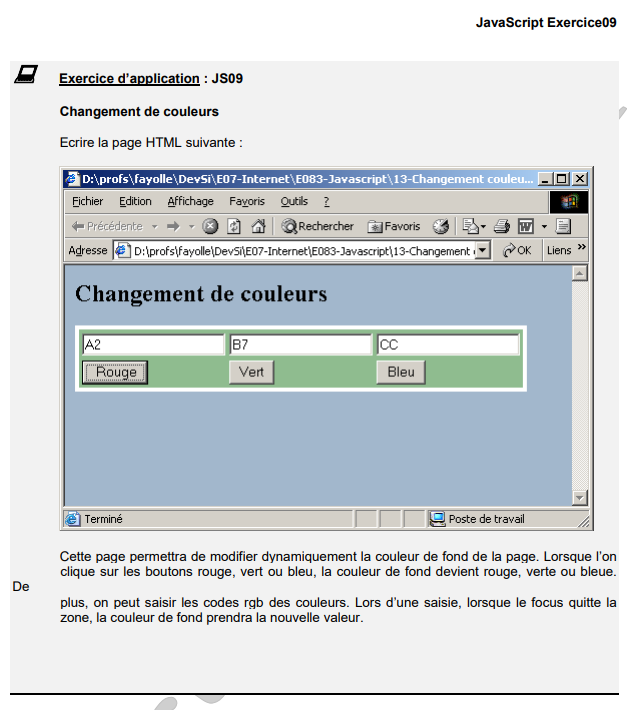 JavaScript Exercice09
Exercice d'application : JS09
Changement de couleurs
Ecrire la page HTML suivante :
D:\profs\fayolle\DevSi\E07-Internet\E083-Javascript\13-Changement couleu...
Fichier Edition Affichage Favoris Outils ?
Précédente Rechercher Favoris
Adresse D:\profs\fayolle\DevSi\E07-Internet\E083-Javascript\13-Changement OK Liens »
Changement de couleurs
A2 B7 CC
Rouge Vert Bleu
Terminé Poste de travail
Cette page permettra de modifier dynamiquement la couleur de fond de la page. Lorsque l'on
clique sur les boutons rouge, vert ou bleu, la couleur de fond devient rouge, verte ou bleue.
De
plus, on peut saisir les codes rgb des couleurs. Lors d'une saisie, lorsque le focus quitte la
zone, la couleur de fond prendra la nouvelle valeur.